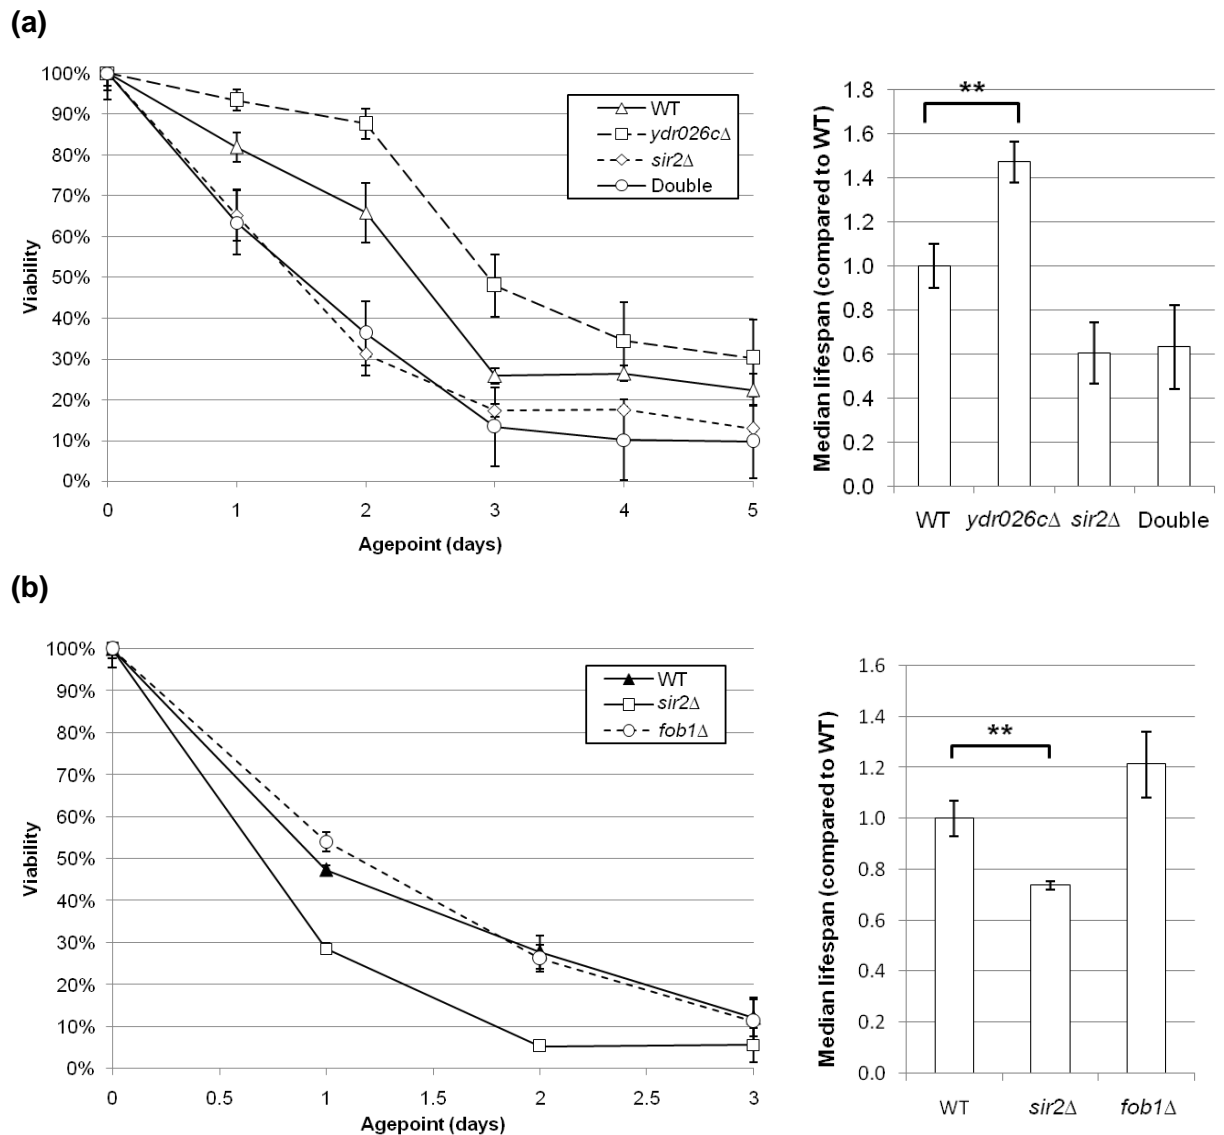 (a)
100%
90%
80%
70%
60%
50%
40%
30%
20%
10%
0%
Viability
0 1 2 3 4 5
Agepoint (days)
WT
ydr026cΔ
sir2Δ
Double
1.8
1.6
1.4
1.2
1.0
0.8
0.6
0.4
0.2
0.0
Median lifespan (compared to WT)
**
WT ydr026cΔ sir2Δ Double
(b)
100%
90%
80%
70%
60%
50%
40%
30%
20%
10%
0%
Viability
0 0.5 1 1.5 2 2.5 3
Agepoint (days)
WT
sir2Δ
fob1Δ
1.6
1.4
1.2
1.0
0.8
0.6
0.4
0.2
0.0
Median lifespan (compared to WT)
**
WT sir2Δ fob1Δ